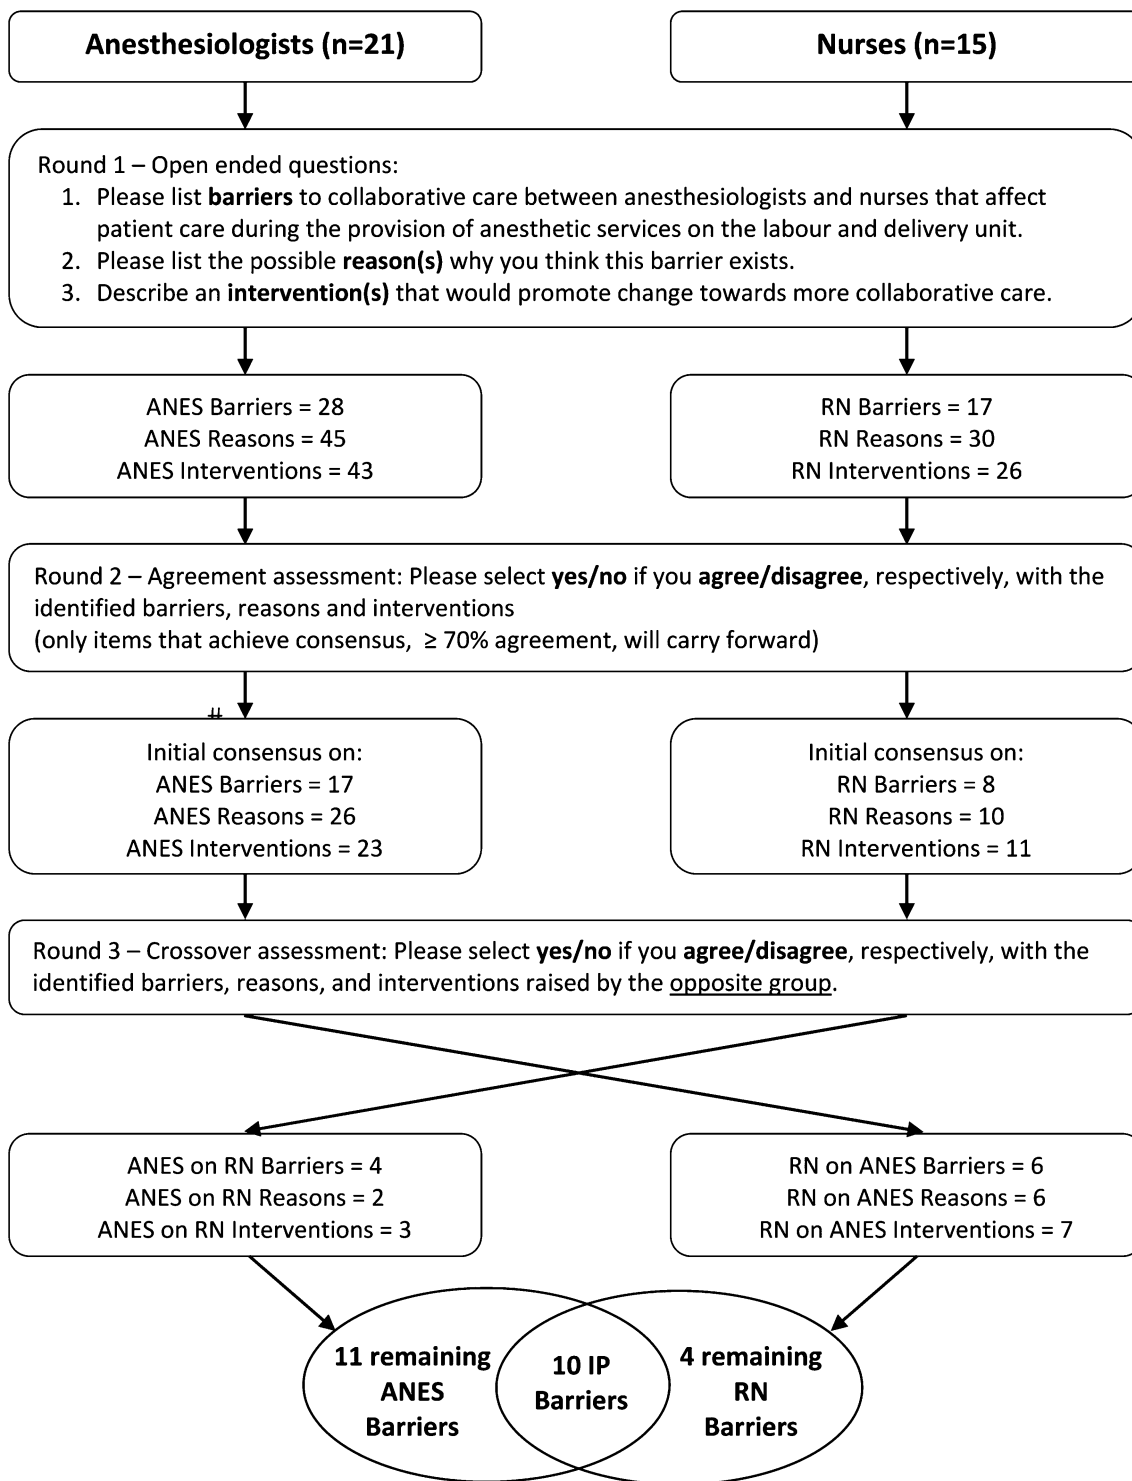 Anesthesiologists (n=21)
Nurses (n=15)
Round 1 – Open ended questions:
1. Please list barriers to collaborative care between anesthesiologists and nurses that affect
patient care during the provision of anesthetic services on the labour and delivery unit.
2. Please list the possible reason(s) why you think this barrier exists.
3. Describe an intervention(s) that would promote change towards more collaborative care.
ANES Barriers = 28
ANES Reasons = 45
ANES Interventions = 43
RN Barriers = 17
RN Reasons = 30
RN Interventions = 26
Round 2 – Agreement assessment: Please select yes/no if you agree/disagree, respectively, with the
identified barriers, reasons and interventions
(only items that achieve consensus, ≥ 70% agreement, will carry forward)
#
Initial consensus on:
ANES Barriers = 17
ANES Reasons = 26
ANES Interventions = 23
Initial consensus on:
RN Barriers = 8
RN Reasons = 10
RN Interventions = 11
Round 3 – Crossover assessment: Please select yes/no if you agree/disagree, respectively, with the
identified barriers, reasons, and interventions raised by the opposite group.
ANES on RN Barriers = 4
ANES on RN Reasons = 2
ANES on RN Interventions = 3
RN on ANES Barriers = 6
RN on ANES Reasons = 6
RN on ANES Interventions = 7
11 remaining
ANES
Barriers
10 IP
Barriers
4 remaining
RN
Barriers